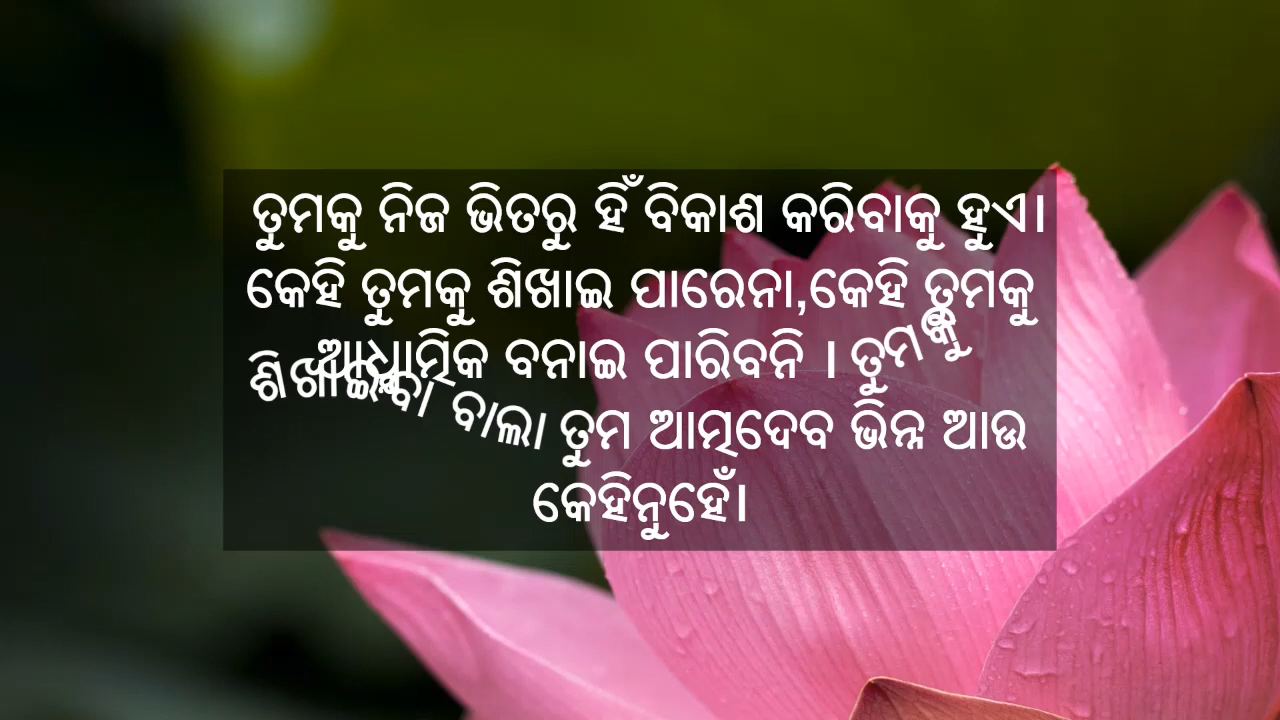 ତୁମକୁ ନିଜ ଭିତରୁ ହିଁ ବିକାଶ କରିବାକୁ ହୁଏ।
କେହି ତୁମକୁ ଶିଖାଇ ପାରେନା,କେହି ତୁମକୁ
ଆଧ୍ଯାତ୍ମିକ ବନାଇ ପାରିବନି । ତୁମକୁ
ଶିଖାଇବା ବାଲା ତୁମ ଆତ୍ମଦେବ ଭିନ୍ନ ଆଉ
କେହିନୁହେଁ।